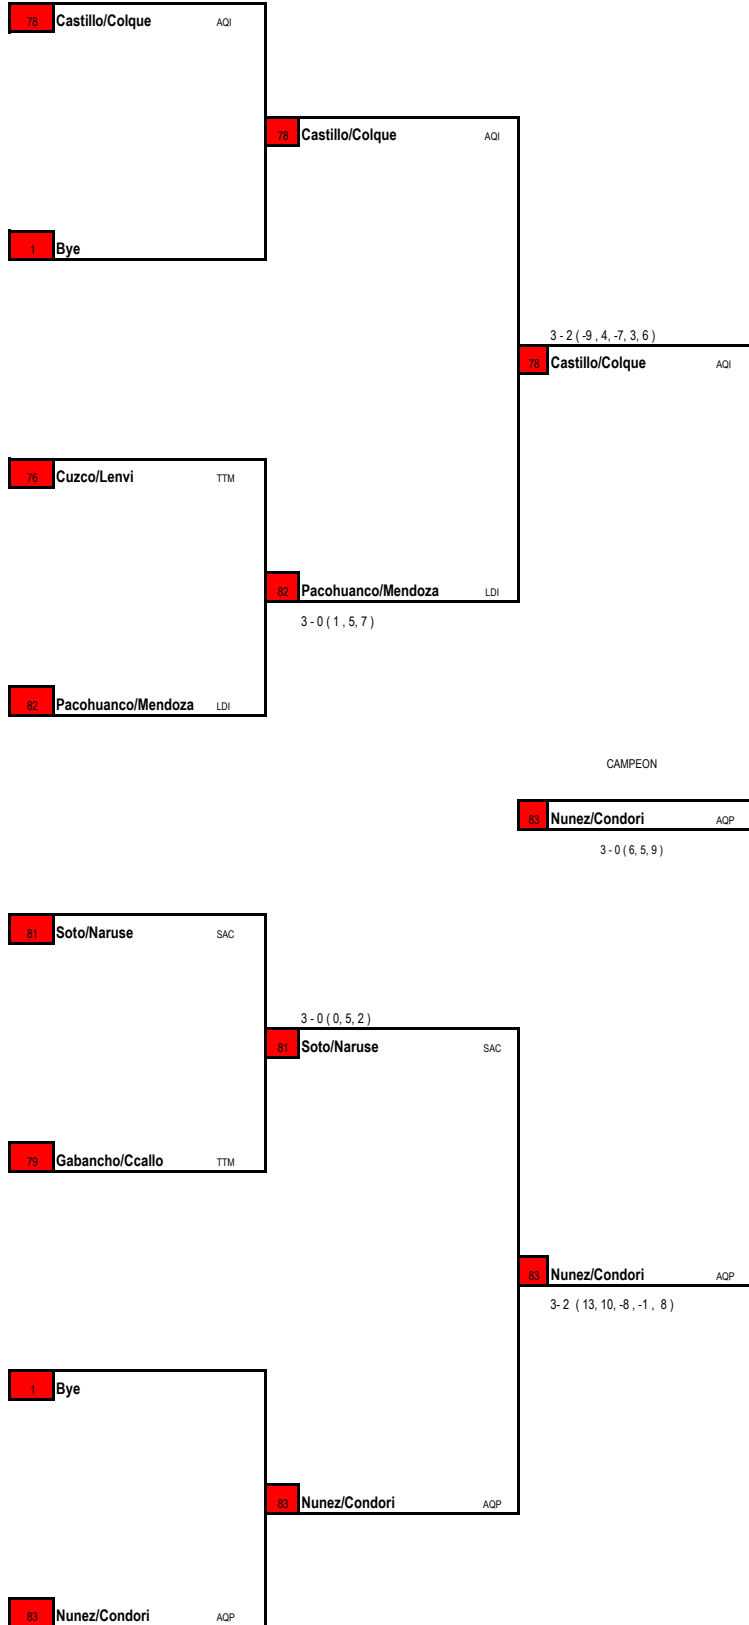 78 Castillo/Colque AQI
78 Castillo/Colque AQI
1 Bye
3 - 2 ( -9 , 4, -7, 3, 6 )
78 Castillo/Colque AQI
76 Cuzco/Lenvi TTM
82 Pacohuanco/Mendoza LDI
3 - 0 ( 1 , 5, 7 )
82 Pacohuanco/Mendoza LDI
CAMPEON
83 Nunez/Condori AQP
3 - 0 ( 6, 5, 9 )
81 Soto/Naruse SAC
3 - 0 ( 0, 5, 2 )
81 Soto/Naruse SAC
79 Gabancho/Ccallo TTM
83 Nunez/Condori AQP
3- 2 ( 13, 10, -8 , -1 , 8 )
1 Bye
83 Nunez/Condori AQP
83 Nunez/Condori AQP